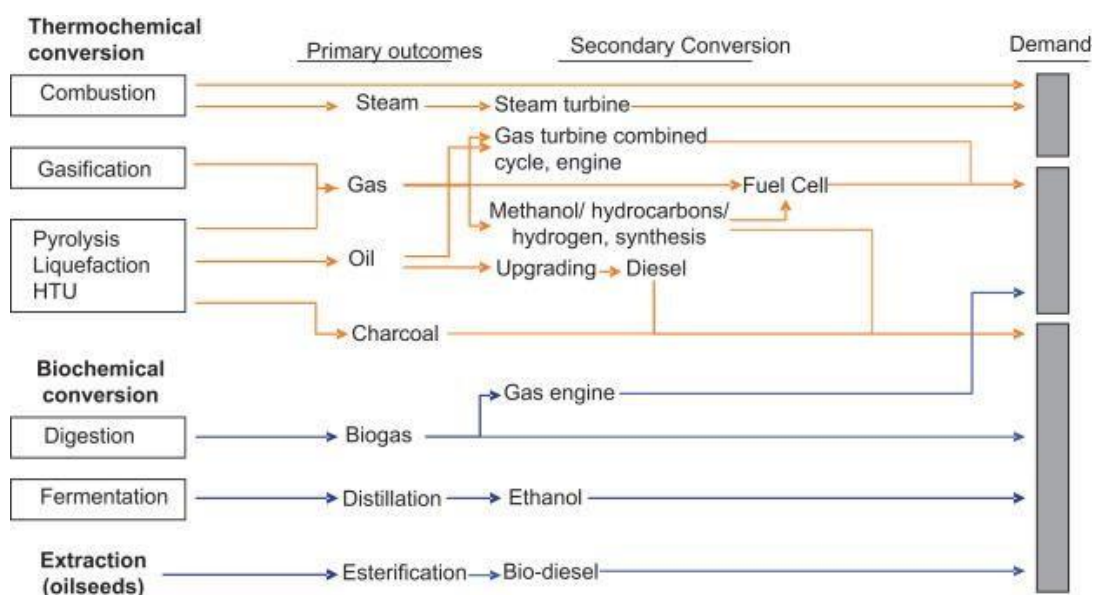 Thermochemical
conversion
Primary outcomes
Secondary Conversion
Demand
Combustion
Steam
Steam turbine
Gas turbine combined
cycle, engine
Gasification
Gas
Fuel Cell
Methanol/ hydrocarbons/
hydrogen, synthesis
Pyrolysis
Liquefaction
HTU
Oil
Upgrading
Diesel
Charcoal
Biochemical
conversion
Gas engine
Digestion
Biogas
Fermentation
Distillation
Ethanol
Extraction
(oilseeds)
Esterification
Bio-diesel